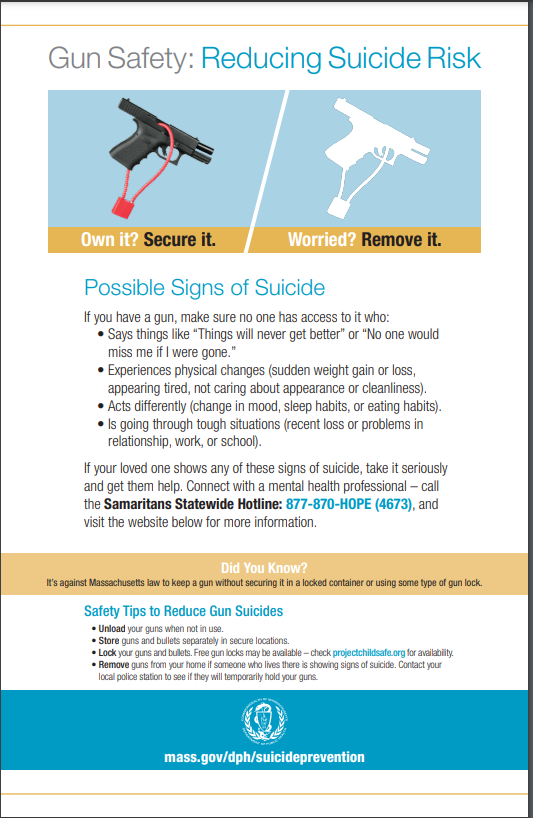 Gun Safety: Reducing Suicide Risk
Own it? Secure it.
Worried? Remove it.
Possible Signs of Suicide
If you have a gun, make sure no one has access to it who:
• Says things like “Things will never get better” or “No one would
miss me if I were gone.”
• Experiences physical changes (sudden weight gain or loss,
appearing tired, not caring about appearance or cleanliness).
• Acts differently (change in mood, sleep habits, or eating habits).
• Is going through tough situations (recent loss or problems in
relationship, work, or school).
If your loved one shows any of these signs of suicide, take it seriously
and get them help. Connect with a mental health professional – call
the Samaritans Statewide Hotline: 877-870-HOPE (4673), and
visit the website below for more information.
Did You Know?
It’s against Massachusetts law to keep a gun without securing it in a locked container or using some type of gun lock.
Safety Tips to Reduce Gun Suicides
• Unload your guns when not in use.
• Store guns and bullets separately in secure locations.
• Lock your guns and bullets. Free gun locks may be available – check projectchildsafe.org for availability.
• Remove guns from your home if someone who lives there is showing signs of suicide. Contact your
local police station to see if they will temporarily hold your guns.
mass.gov/dph/suicideprevention